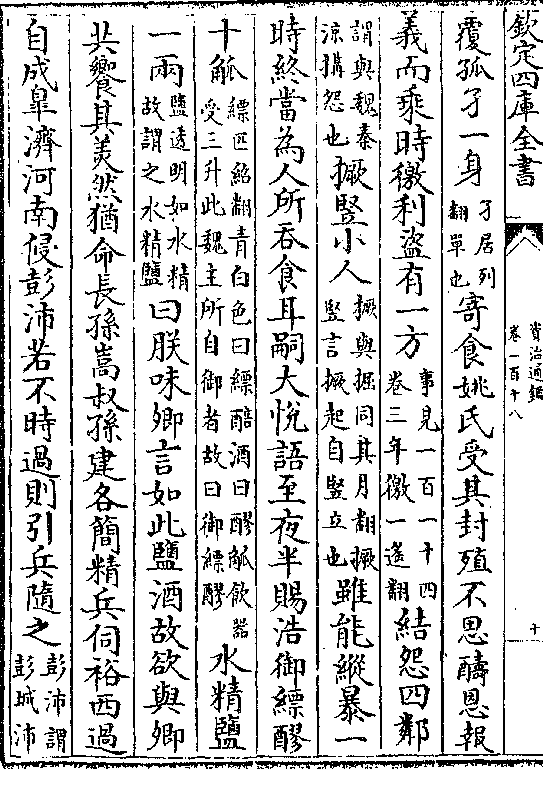 欽定四庫全書
資治通鑑
卷一百十八
十
覆孤孑一身孑居列翻單也寄食姚氏受其封殖不思醻恩報
義而乘時徼利盜有一方事見一百一十四卷三年徼一遙翻結怨四鄰
謂與魏秦涼搆怨也撅豎小人撅與掘同其月翻撅豎言撅起自豎立也雖能縱暴一
時終當為人所吞食耳嗣大悦語至夜半賜浩御縹醪
十觚縹匹紹翻青白色曰縹醅酒曰醪觚飲器受三升此魏主所自御者故曰御縹醪水精鹽
一兩鹽透明如水精故謂之水精鹽曰朕味卿言如此鹽酒故欲與卿
共饗其美然猶命長孫嵩叔孫建各簡精兵伺裕西過
自成臯濟河南侵彭沛若不時過則引兵隨之彭沛謂彭城沛